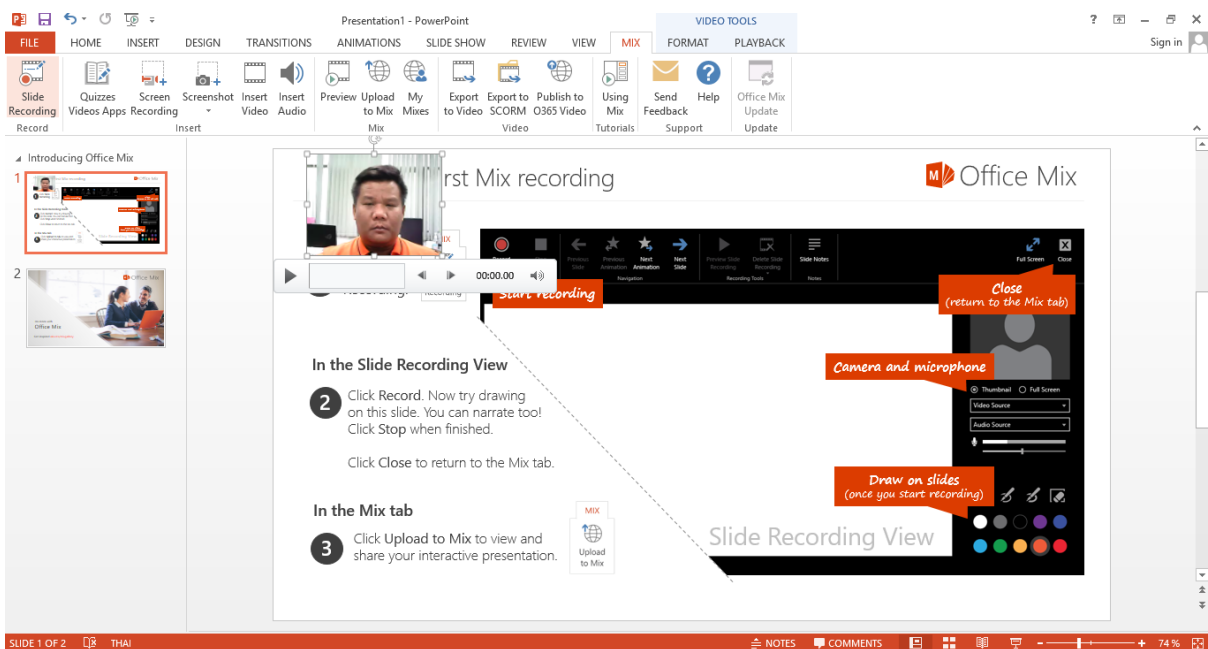 Presentation1 - PowerPoint
VIDEO TOOLS
FILE HOME INSERT DESIGN TRANSITIONS ANIMATIONS SLIDE SHOW REVIEW VIEW MIX FORMAT PLAYBACK
Sign in
Slide Recording
Quizzes Videos Apps
Screen Recording
Screenshot
Insert Video
Insert Audio
Preview
Upload to Mix
My Mixes
Export to Video
Export to SCORM
Publish to O365 Video
Using Mix
Send Feedback
Help
Office Mix Update
Record Insert Mix Video Tutorials Support Update
Introducing Office Mix
1
2
rst Mix recording
Office Mix
MIX
Recording.
Recording
00:00.00
Previous Slide
Previous Animation
Next Animation
Next Slide
Preview Slide Recording
Delete Slide Recording
Slide Notes
Full Screen
Close
Navigation
Recording Tools
Notes
Start recording
Close
(return to the Mix tab)
Camera and microphone
Thumbnail Full Screen
Video Source
Audio Source
Draw on slides
(once you start recording)
Slide Recording View
In the Slide Recording View
2
Click Record. Now try drawing
on this slide. You can narrate too!
Click Stop when finished.
Click Close to return to the Mix tab.
In the Mix tab
3
Click Upload to Mix to view and
share your interactive presentation.
MIX
Upload
to Mix
SLIDE 1 OF 2 THAI NOTES COMMENTS 74 %